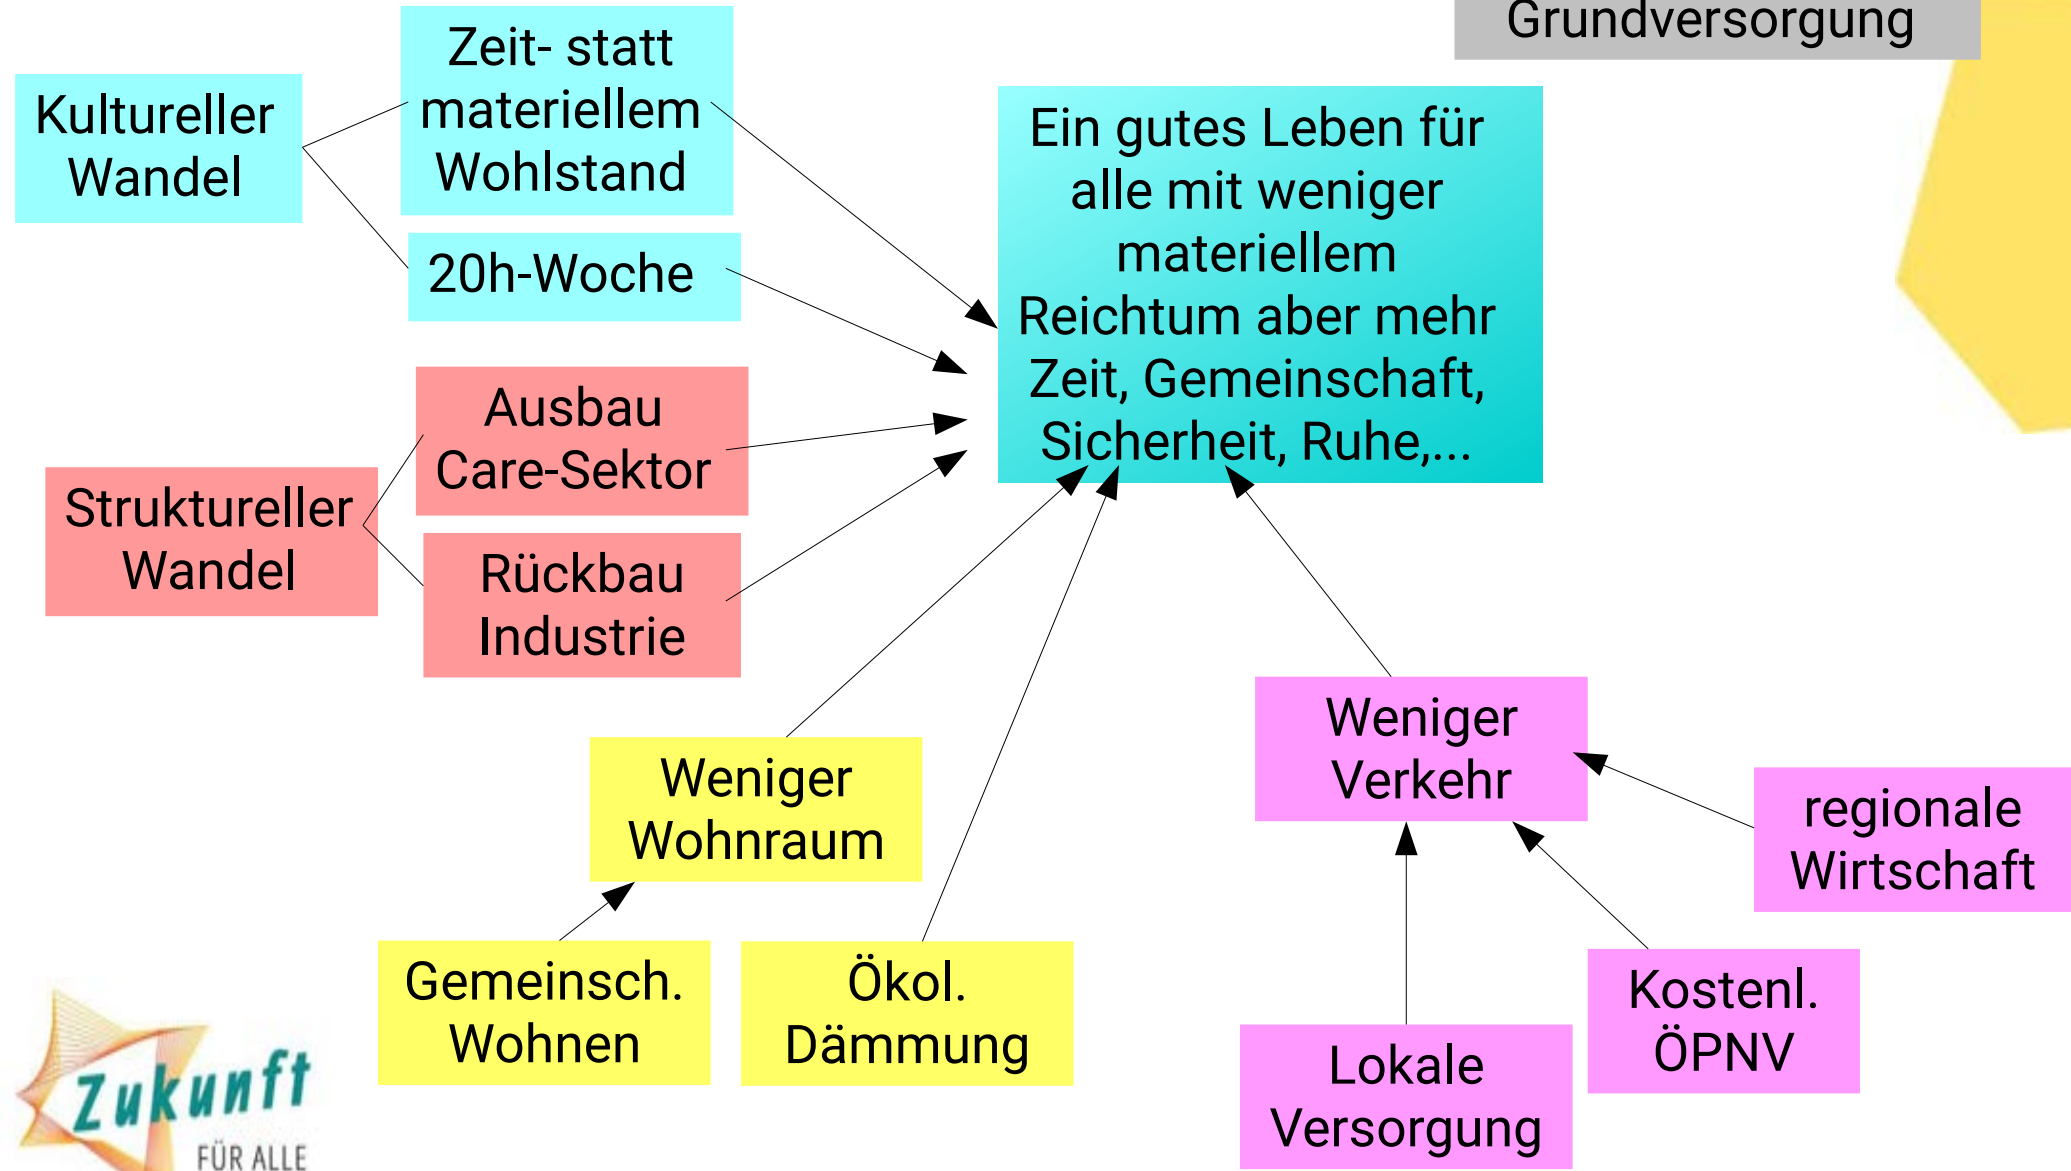 Grundversorgung
Kultureller
Wandel
Zeit- statt
materiellem
Wohlstand
20h-Woche
Ein gutes Leben für
alle mit weniger
materiellem
Reichtum aber mehr
Zeit, Gemeinschaft,
Sicherheit, Ruhe,...
Struktureller
Wandel
Ausbau
Care-Sektor
Rückbau
Industrie
Weniger
Wohnraum
Weniger
Verkehr
regionale
Wirtschaft
Gemeinsch.
Wohnen
Ökol.
Dämmung
Kostenl.
ÖPNV
Lokale
Versorgung
Zukunft
FÜR ALLE